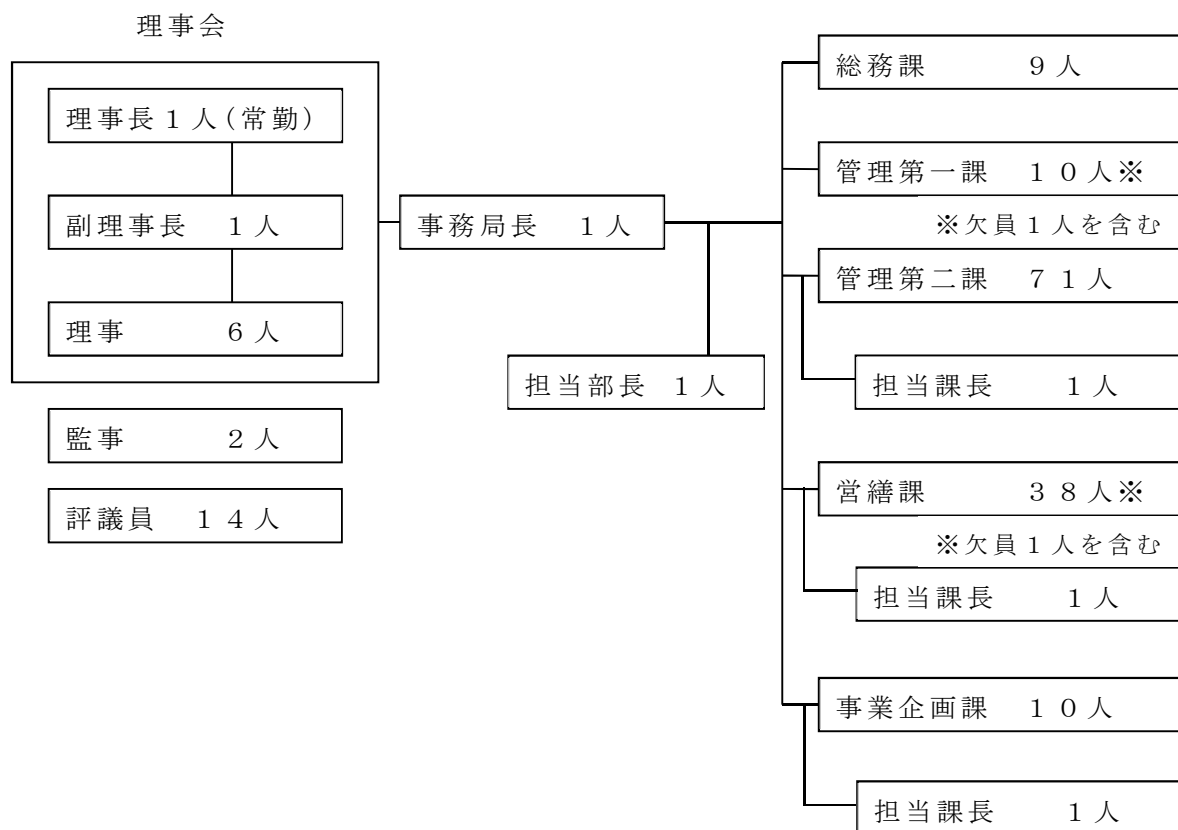 理事会
理事長１人（常勤）
副理事長　１人
理事　　　６人
監事　　　２人
評議員　１４人
事務局長　１人
担当部長　１人
総務課　　　９人
管理第一課　１０人※
※欠員１人を含む
管理第二課　７１人
担当課長　　１人
営繕課　　　３８人※
※欠員１人を含む
担当課長　　１人
事業企画課　１０人
担当課長　　１人